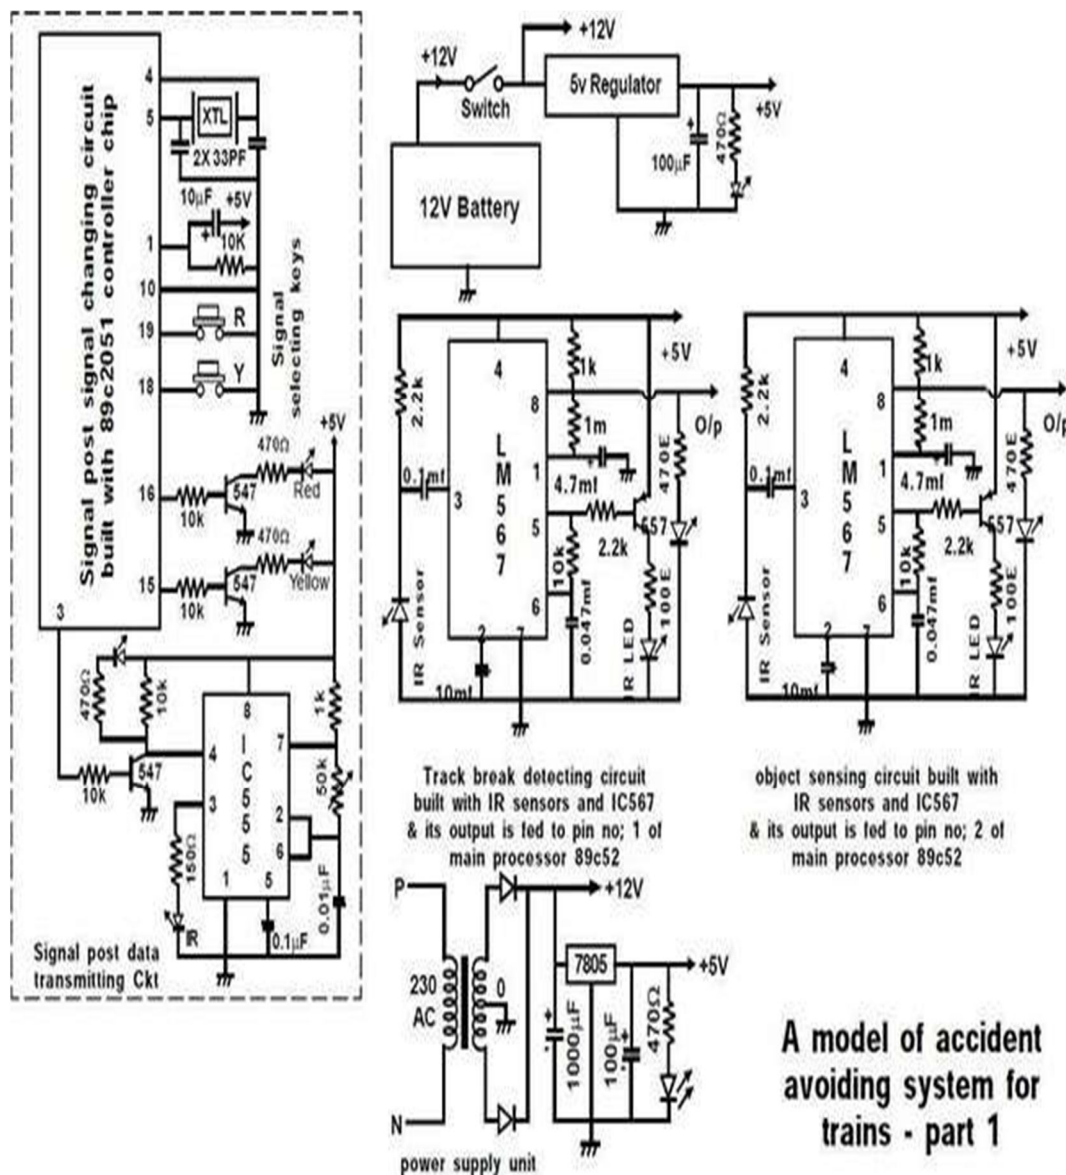 Signal post signal changing circuit
built with 89c2051 controller chip
4
5
XTL
2X 33PF
10µF
+5V
1
10K
10
19
R
18
Y
Signal
selecting keys
+5V
470Ω
16
10k
547
Red
470Ω
15
10k
547
Yellow
3
470Ω
10k
10k
547
8
IC555
4
7
3
2
6
1
5
1k
50k
150Ω
IR
0.1µF
0.01µF
Signal post data
transmitting Ckt
+12V
+12V
Switch
5v Regulator
+5V
100µF
470Ω
12V Battery
+5V
2.2k
4
1k
8
O/p
1m
470E
LM567
0.1mf
3
1
4.7mf
5
2.2k
557
10k
6
100E
0.047mf
IR Sensor
2
7
IR LED
10mf
Track break detecting circuit
built with IR sensors and IC567
& its output is fed to pin no; 1 of
main processor 89c52
+5V
2.2k
4
1k
8
O/p
1m
470E
LM567
0.1mf
3
1
4.7mf
5
2.2k
557
10k
6
100E
0.047mf
IR Sensor
2
7
IR LED
10mf
object sensing circuit built with
IR sensors and IC567
& its output is fed to pin no; 2 of
main processor 89c52
P
+12V
230
AC
0
7805
+5V
1000µF
100µF
470Ω
N
power supply unit
A model of accident
avoiding system for
trains - part 1